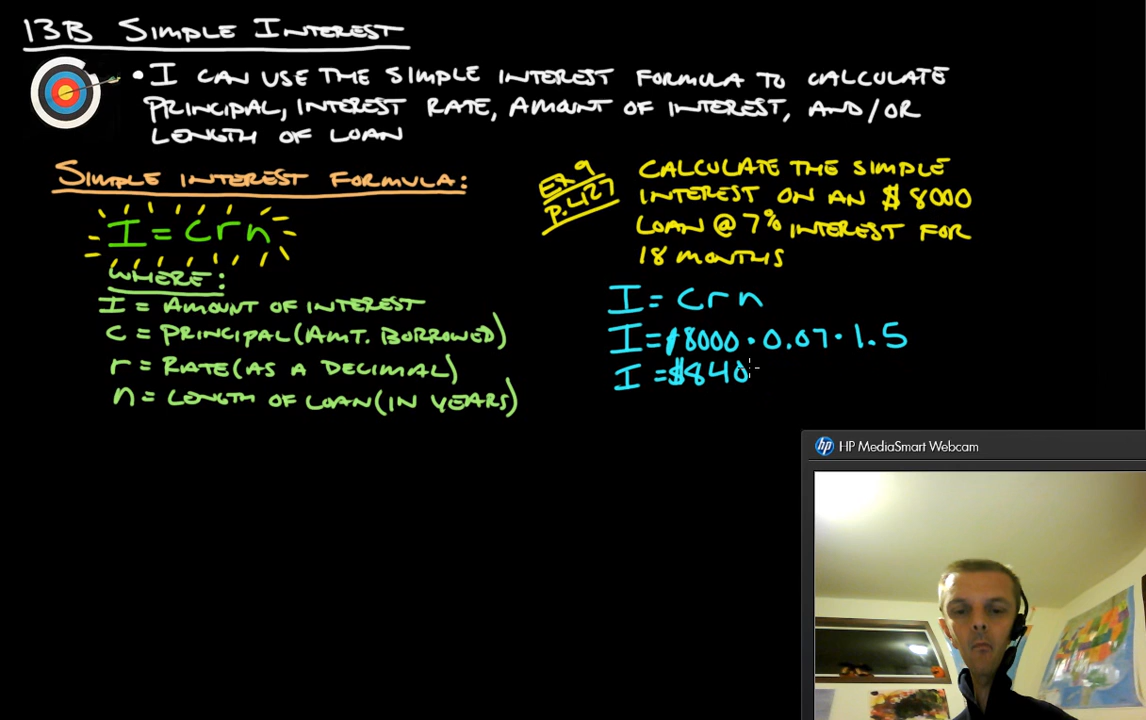 13B SIMPLE INTEREST
• I CAN USE THE SIMPLE INTEREST FORMULA TO CALCULATE
PRINCIPAL, INTEREST RATE, AMOUNT OF INTEREST, AND/OR
LENGTH OF LOAN
SIMPLE INTEREST FORMULA:
I = Crn
WHERE:
I = AMOUNT OF INTEREST
C = PRINCIPAL (AMT. BORROWED)
r = RATE (AS A DECIMAL)
n = LENGTH OF LOAN (IN YEARS)
EX. 9
P. 427
CALCULATE THE SIMPLE
INTEREST ON AN $8000
LOAN @ 7% INTEREST FOR
18 MONTHS
I = Crn
I = $8000 · 0.07 · 1.5
I = $840
hp HP MediaSmart Webcam